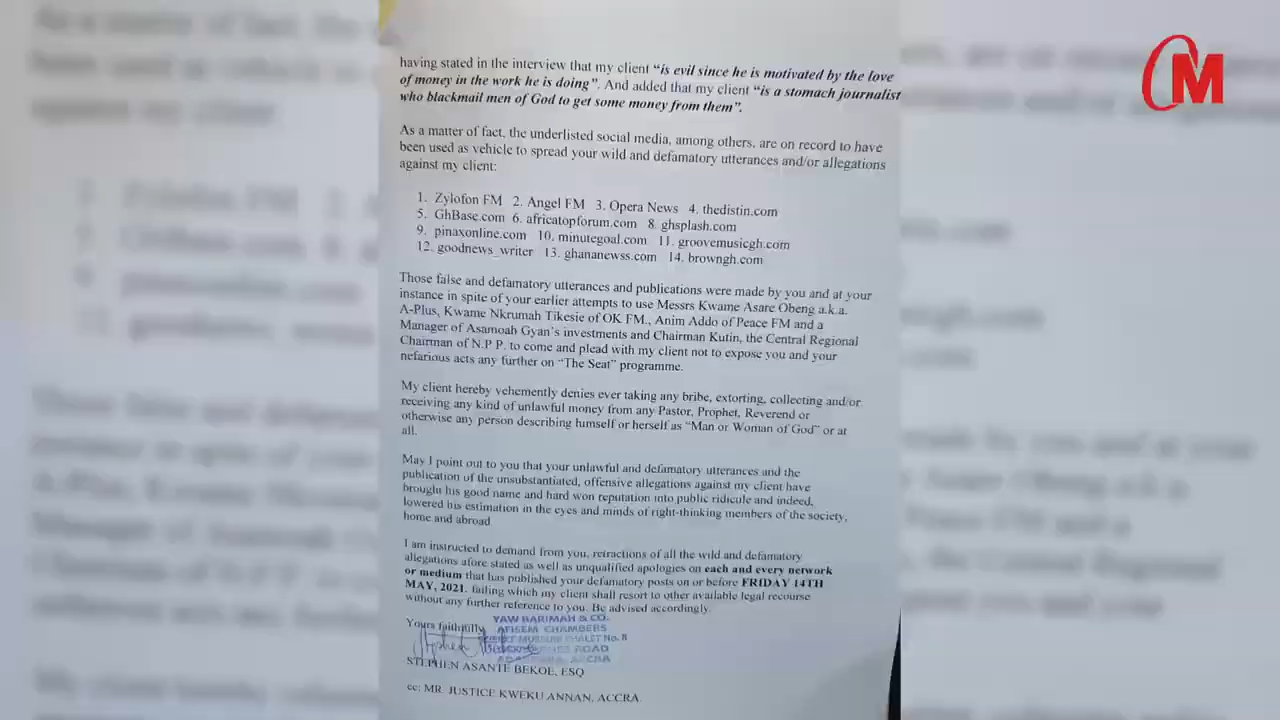 having stated in the interview that my client "is evil since he is motivated by the love
of money in the work he is doing". And added that my client "is a stomach journalist
who blackmail men of God to get some money from them".
As a matter of fact, the underlisted social media, among others, are on record to have
been used as vehicle to spread your wild and defamatory utterances and/or allegations
against my client:
1. Zylofon FM 2. Angel FM 3. Opera News 4. thedistin.com
5. GhBase.com 6. africatopforum.com 8. ghsplash.com
9. pinaxonline.com 10. minutegoal.com 11. groovemusicgh.com
12. goodnews_writer 13. ghananewss.com 14. browngh.com
Those false and defamatory utterances and publications were made by you and at your
instance in spite of your earlier attempts to use Messrs Kwame Asare Obeng a.k.a.
A-Plus, Kwame Nkrumah Tikesie of OK FM., Anim Addo of Peace FM and a
Manager of Asamoah Gyan's investments and Chairman Kutin, the Central Regional
Chairman of N.P P. to come and plead with my client not to expose you and your
nefarious acts any further on "The Seat" programme.
My client hereby vehemently denies ever taking any bribe, extorting, collecting and/or
receiving any kind of unlawful money from any Pastor, Prophet, Reverend or
otherwise any person describing himself or herself as "Man or Woman of God" or at
all.
May I point out to you that your unlawful and defamatory utterances and the
publication of the unsubstantiated, offensive allegations against my client have
brought his good name and hard won reputation into public ridicule and indeed,
lowered his estimation in the eyes and minds of right-thinking members of the society,
home and abroad
I am instructed to demand from you, retractions of all the wild and defamatory
allegations afore stated as well as unqualified apologies on each and every network
or medium that has published your defamatory posts on or before FRIDAY 14TH
MAY, 2021, failing which my client shall resort to other available legal recourse
without any further reference to you. Be advised accordingly.
Yours faithfully
YAW BARIMAH & CO.
AFISEM CHAMBERS
CHALET No. 8
ROAD
ACCRA
STEPHEN ASANTE BEKOE, ESQ
cc: MR. JUSTICE KWEKU ANNAN, ACCRA
M